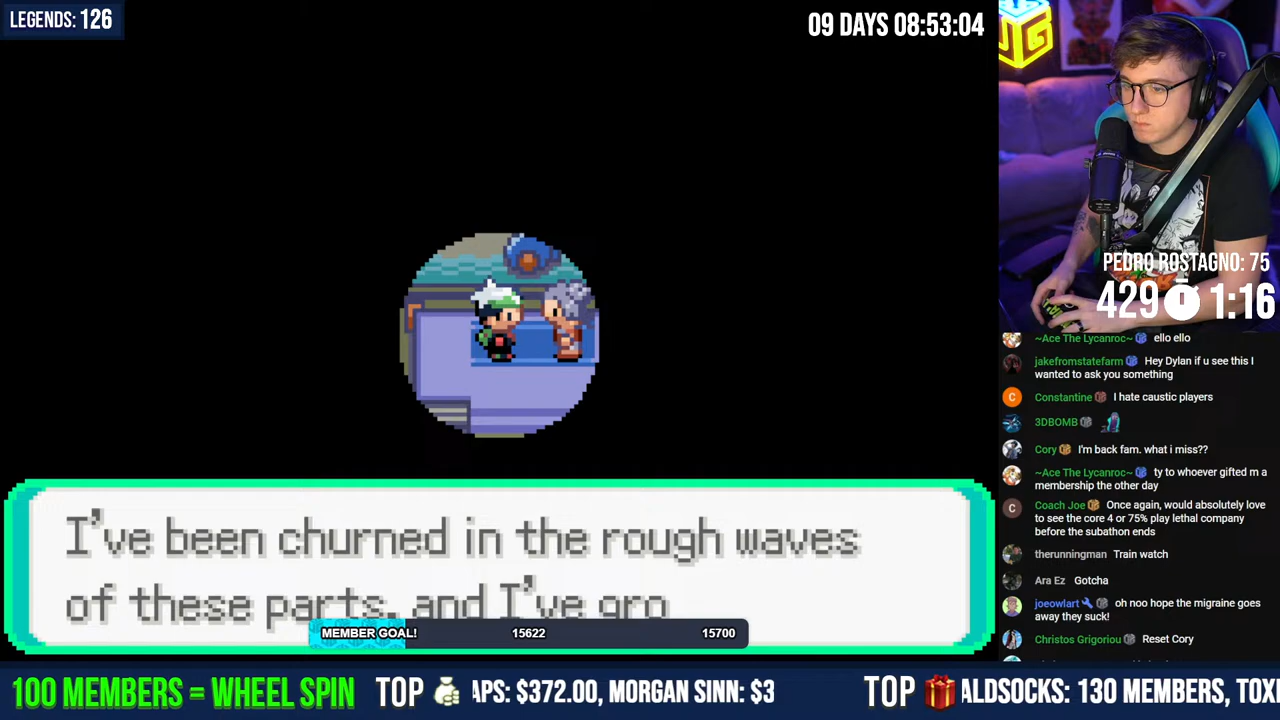 LEGENDS: 126
09 DAYS 08:53:04
PEDRO ROSTAGNO: 75
429 1:16
~Ace The Lycanroc~ ello ello
jakefromstatefarm Hey Dylan if u see this I
wanted to ask you something
Constantine I hate caustic players
3DBOMB
Cory I'm back fam. what i miss??
~Ace The Lycanroc~ ty to whoever gifted m a
membership the other day
Coach Joe Once again, would absolutely love
to see the core 4 or 75% play lethal company
before the subathon ends
therunningman Train watch
Ara Ez Gotcha
joeowlart oh noo hope the migraine goes
away they suck!
Christos Grigoriou Reset Cory
I've been churned in the rough waves
of these parts, and I've gro
MEMBER GOAL! 15622 15700
100 MEMBERS = WHEEL SPIN TOP APS: $372.00, MORGAN SINN: $3 TOP ALDSOCKS: 130 MEMBERS, TOXI